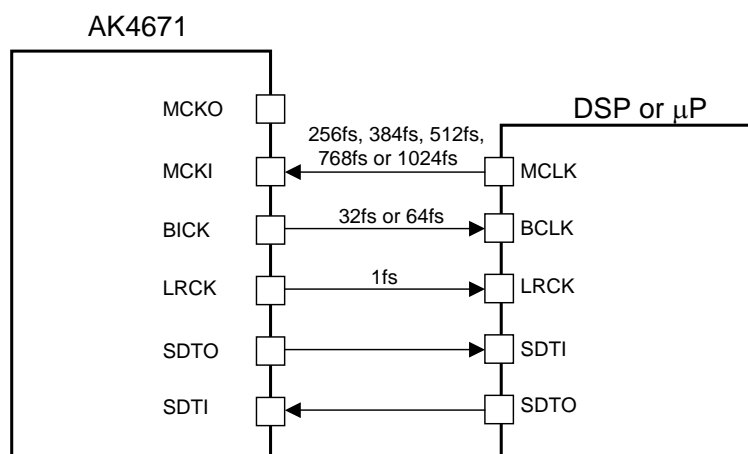 AK4671
DSP or μP
MCKO
256fs, 384fs, 512fs,
768fs or 1024fs
MCKI
MCLK
BICK
32fs or 64fs
BCLK
LRCK
1fs
LRCK
SDTO
SDTI
SDTI
SDTO